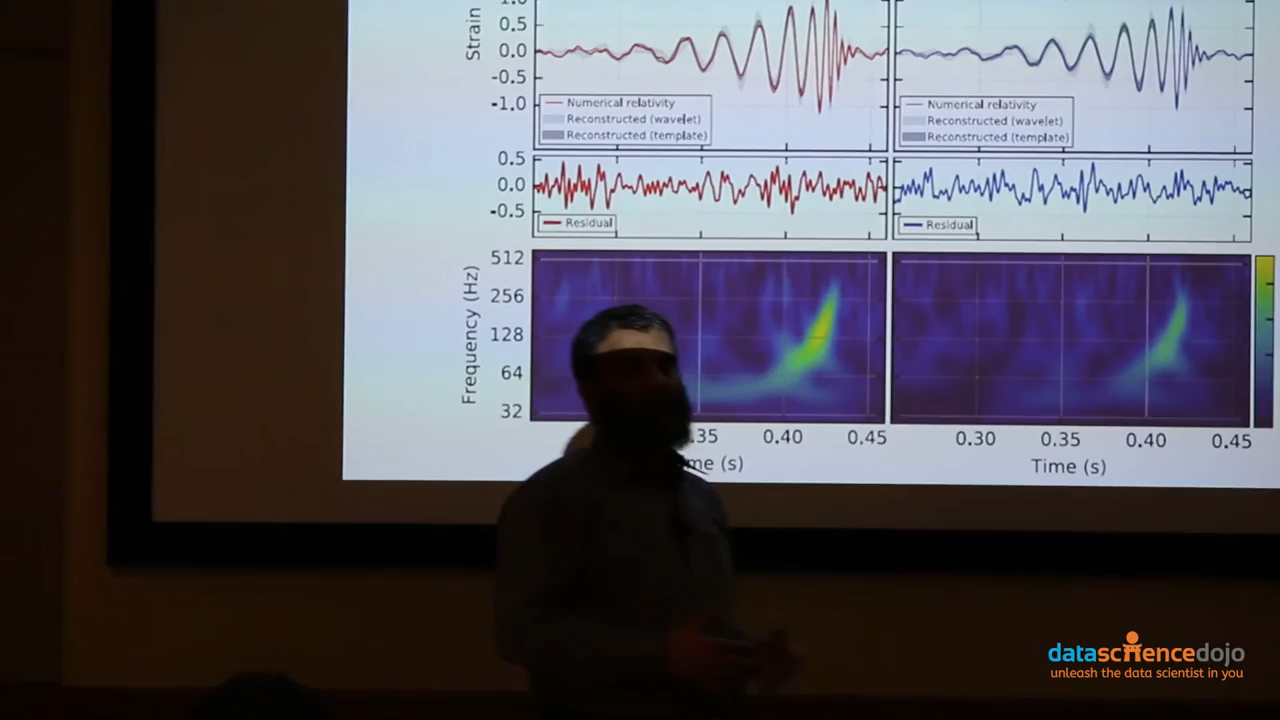 Strain
1.0
0.5
0.0
-0.5
-1.0
Numerical relativity
Reconstructed (wavelet)
Reconstructed (template)
Numerical relativity
Reconstructed (wavelet)
Reconstructed (template)
0.5
0.0
-0.5
Residual
Residual
Frequency (Hz)
512
256
128
64
32
.35
0.40
0.45
me (s)
0.30
0.35
0.40
0.45
Time (s)
datasciencedojo
unleash the data scientist in you